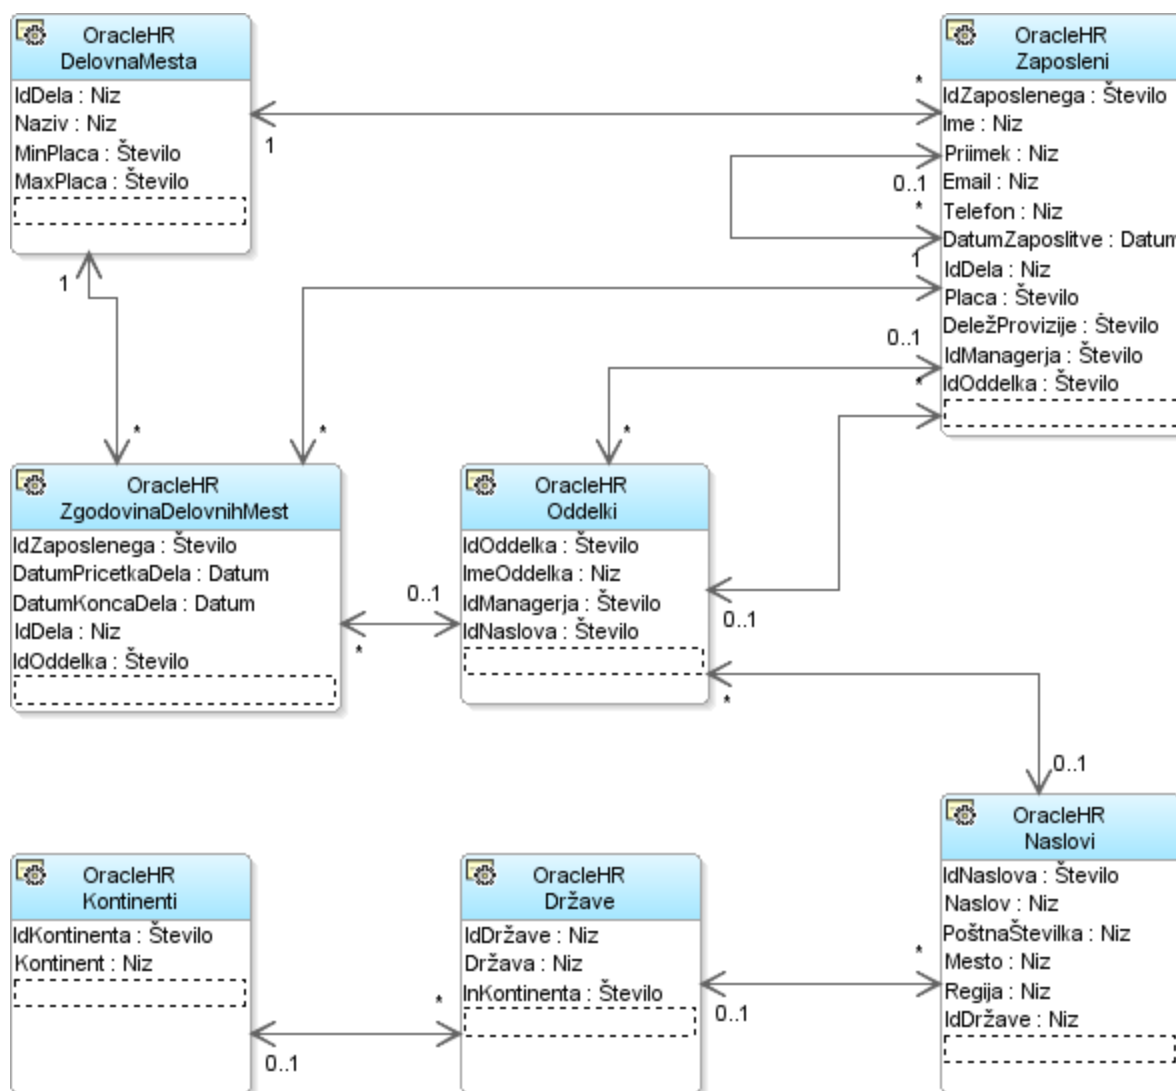 OracleHR
DelovnaMesta
IdDela : Niz
Naziv : Niz
MinPlaca : Število
MaxPlaca : Število
OracleHR
Zaposleni
IdZaposlenega : Število
Ime : Niz
Priimek : Niz
Email : Niz
Telefon : Niz
DatumZaposlitve : Datum
IdDela : Niz
Placa : Število
DeležProvizije : Število
IdManagerja : Število
IdOddelka : Število
*
1
0..1
*
1
0..1
*
1
*
*
*
OracleHR
ZgodovinaDelovnihMest
IdZaposlenega : Število
DatumPricetkaDela : Datum
DatumKoncaDela : Datum
IdDela : Niz
IdOddelka : Število
0..1
*
OracleHR
Oddelki
IdOddelka : Število
ImeOddelka : Niz
IdManagerja : Število
IdNaslova : Število
0..1
*
0..1
OracleHR
Kontinenti
IdKontinenta : Število
Kontinent : Niz
0..1
*
OracleHR
Države
IdDržave : Niz
Država : Niz
InKontinenta : Število
0..1
*
OracleHR
Naslovi
IdNaslova : Število
Naslov : Niz
PoštnaŠtevilka : Niz
Mesto : Niz
Regija : Niz
IdDržave : Niz